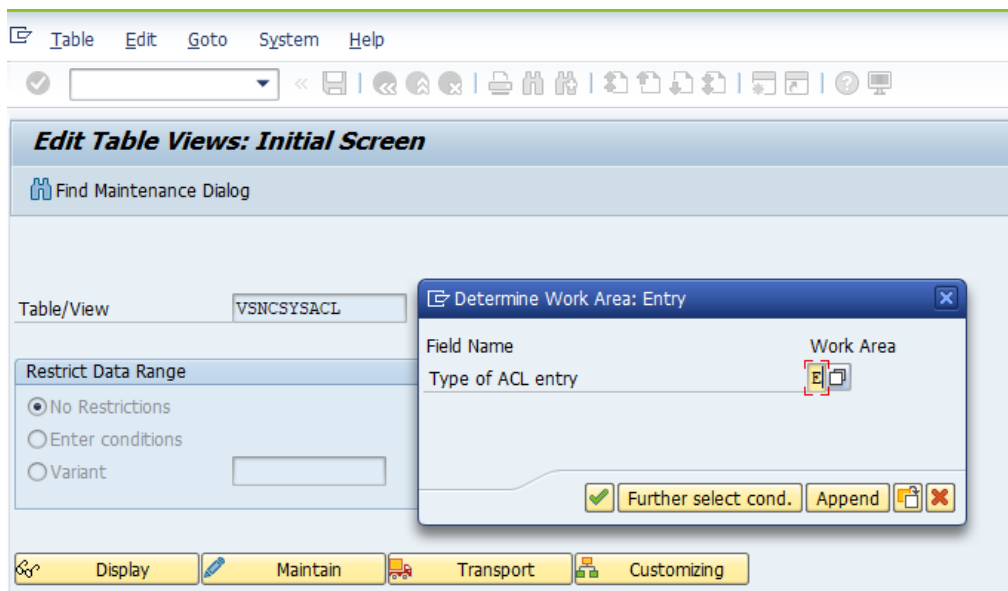 Table Edit Goto System Help
Edit Table Views: Initial Screen
Find Maintenance Dialog
Table/View VSNCSYSACL
Restrict Data Range
No Restrictions
Enter conditions
Variant
Determine Work Area: Entry
Field Name Work Area
Type of ACL entry E
Further select cond. Append
Display Maintain Transport Customizing